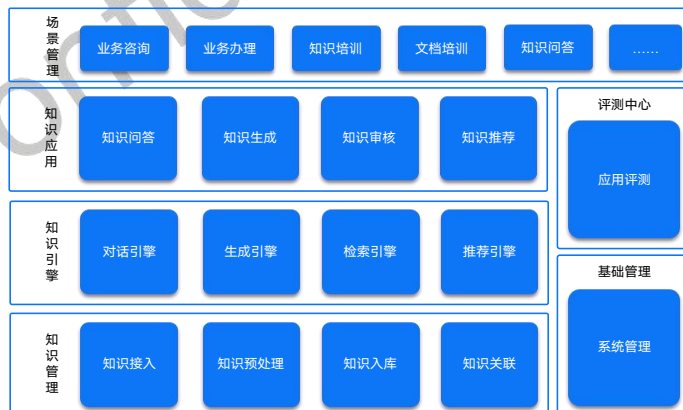 场景管理
业务咨询
业务办理
知识培训
文档培训
知识问答
……
知识应用
知识问答
知识生成
知识审核
知识推荐
评测中心
应用评测
知识引擎
对话引擎
生成引擎
检索引擎
推荐引擎
基础管理
系统管理
知识管理
知识接入
知识预处理
知识入库
知识关联